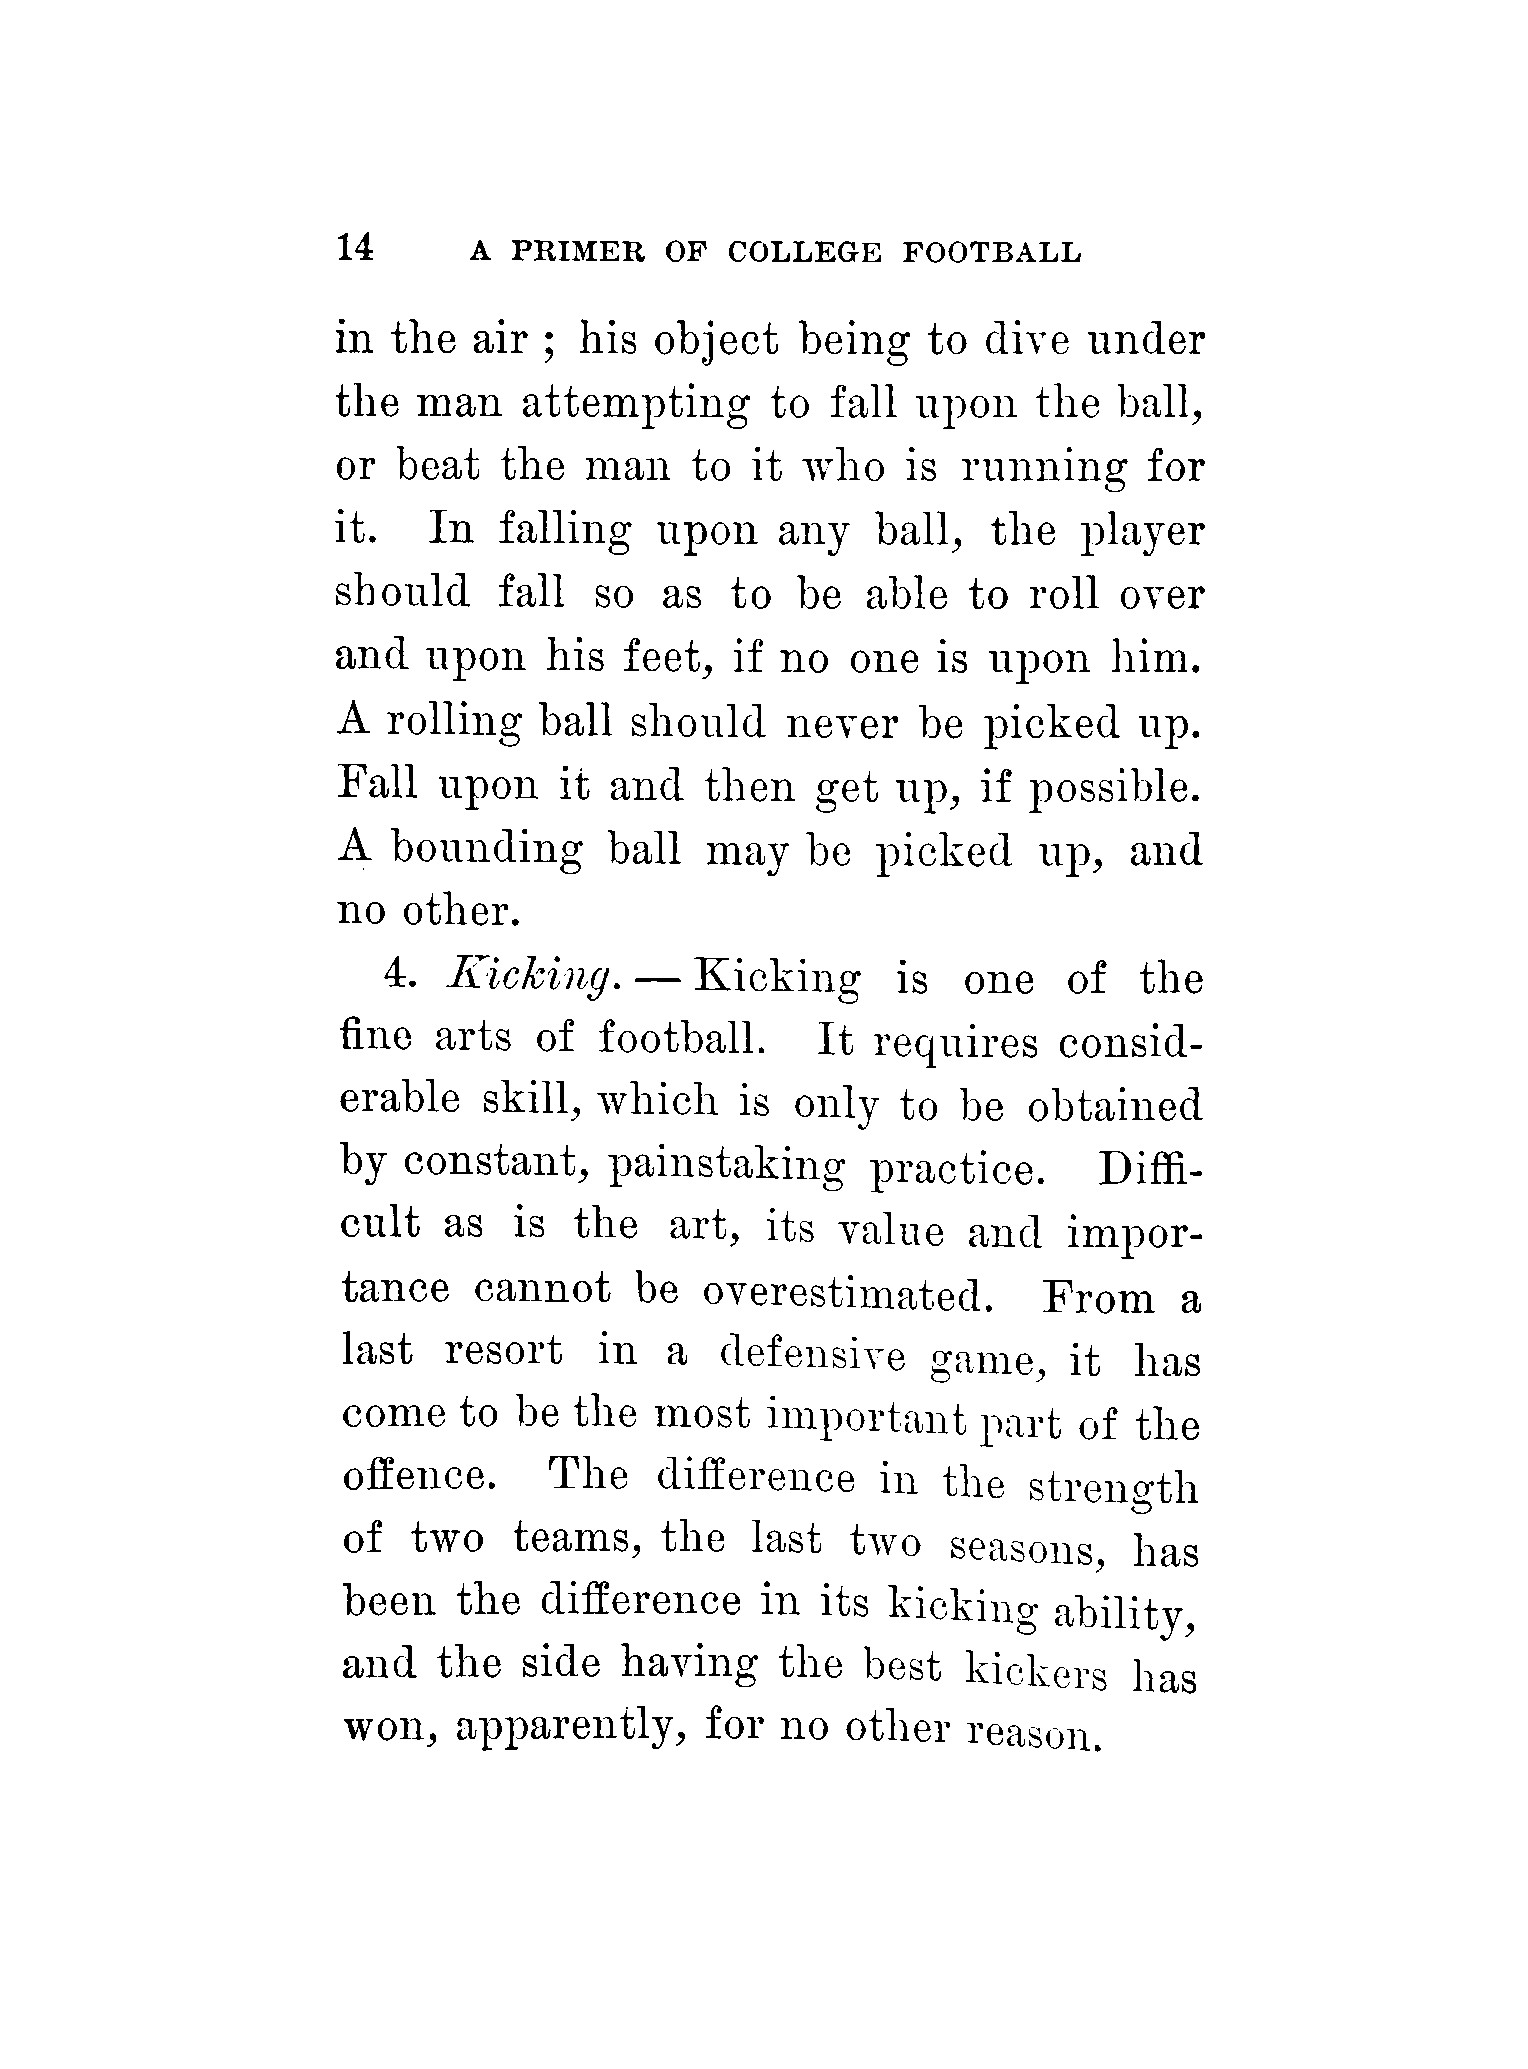 14 A PRIMER OF COLLEGE FOOTBALL
in the air ; his object being to dive under
the man attempting to fall upon the ball,
or beat the man to it who is running for
it. In falling upon any ball, the player
should fall so as to be able to roll over
and upon his feet, if no one is upon him.
A rolling ball should never be picked up.
Fall upon it and then get up, if possible.
A bounding ball may be picked up, and
no other.
4. Kicking. — Kicking is one of the
fine arts of football. It requires consid-
erable skill, which is only to be obtained
by constant, painstaking practice. Diffi-
cult as is the art, its value and impor-
tance cannot be overestimated. From a
last resort in a defensive game, it has
come to be the most important part of the
offence. The difference in the strength
of two teams, the last two seasons, has
been the difference in its kicking ability,
and the side having the best kickers has
won, apparently, for no other reason.